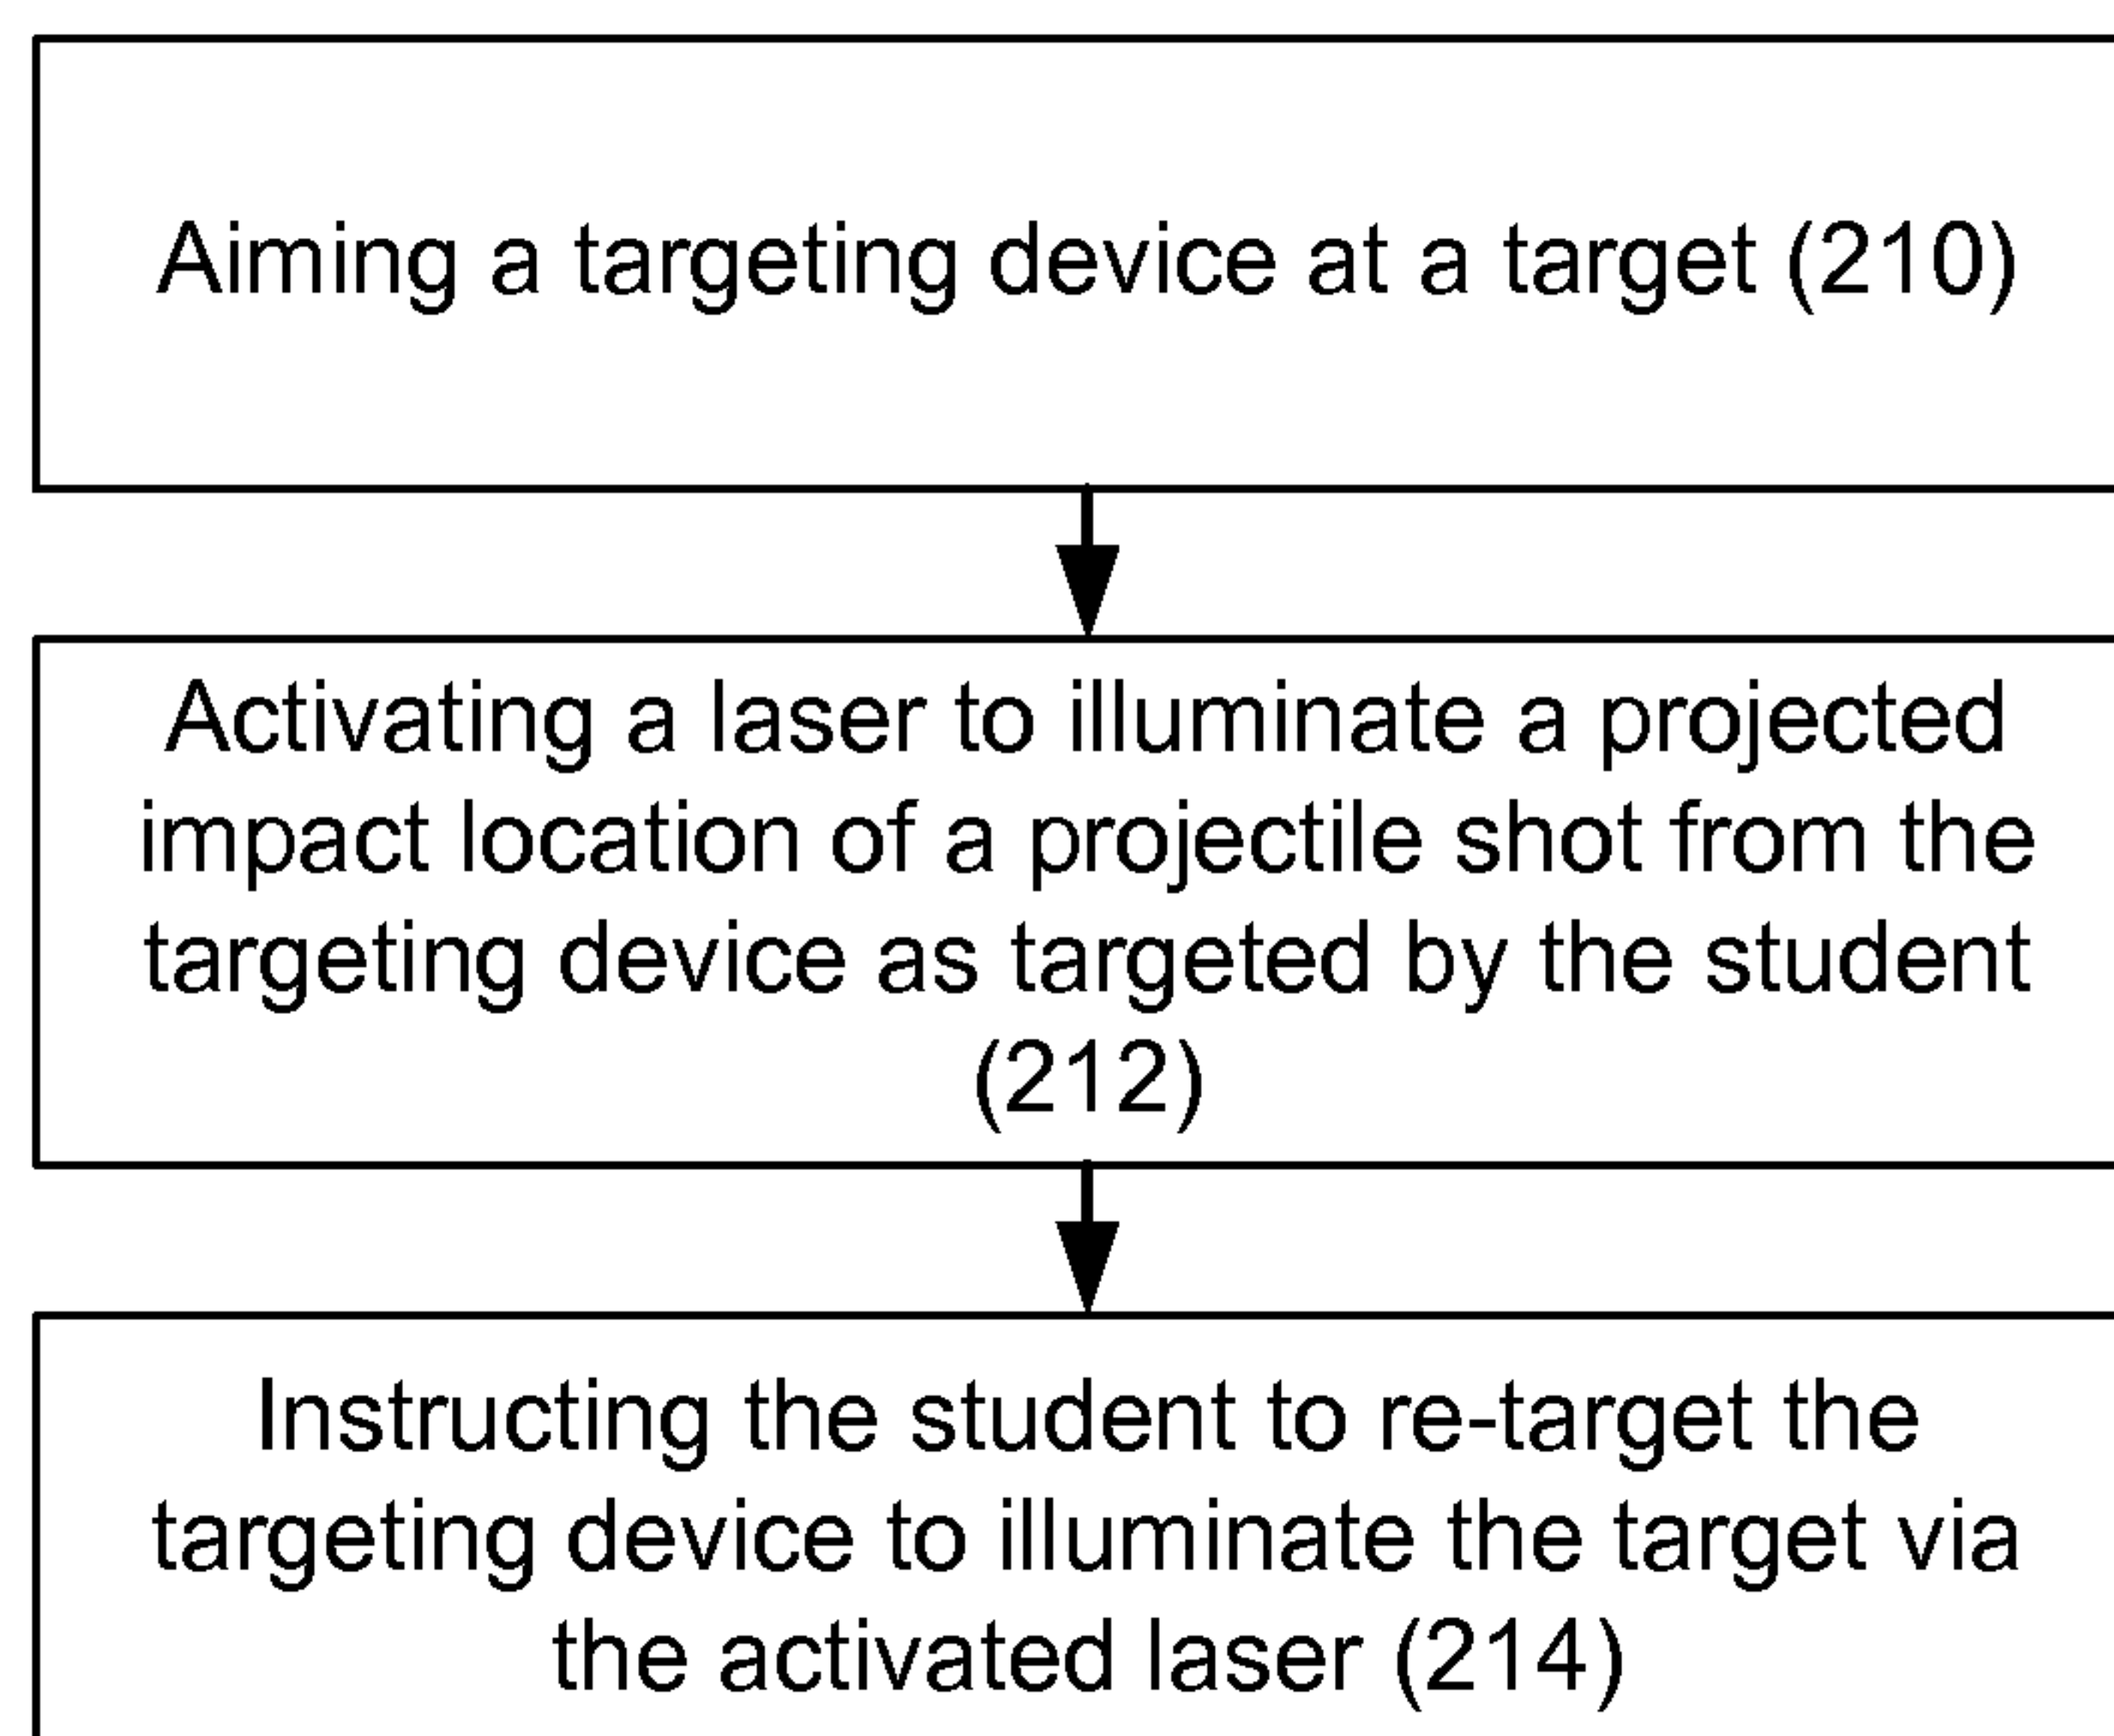 Aiming a targeting device at a target (210)
Activating a laser to illuminate a projected
impact location of a projectile shot from the
targeting device as targeted by the student
(212)
Instructing the student to re-target the
targeting device to illuminate the target via
the activated laser (214)